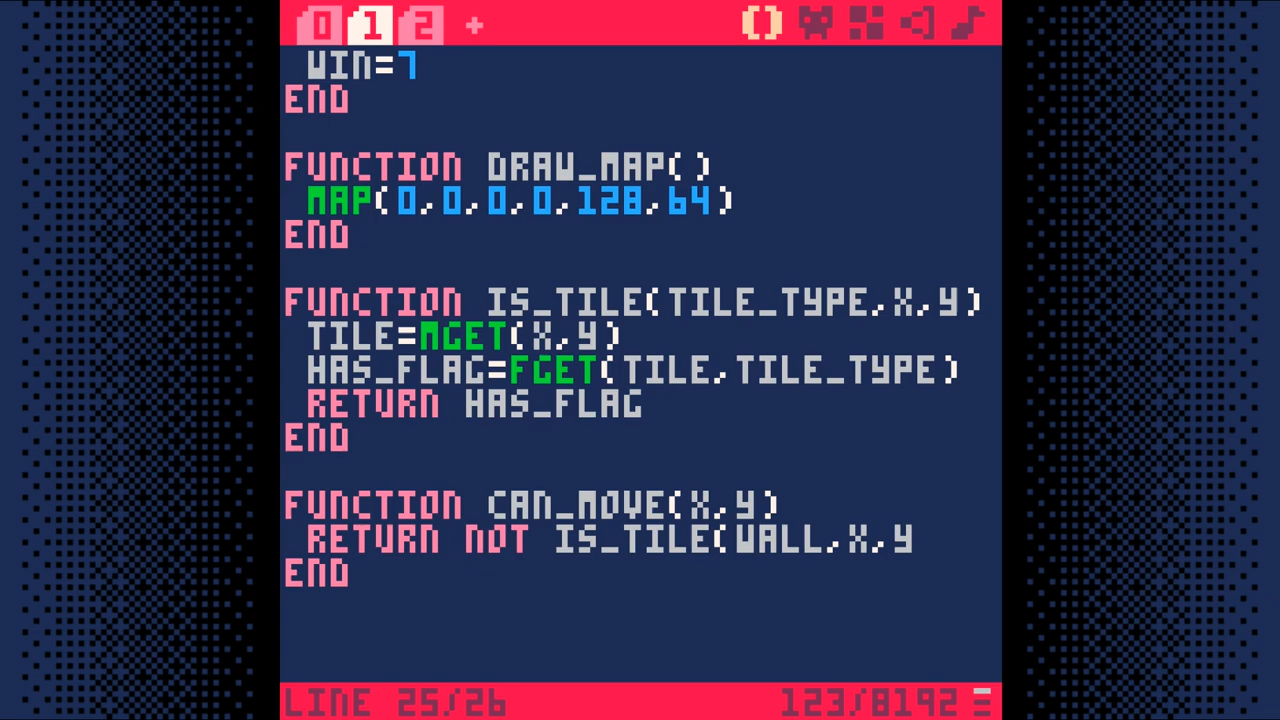 0 1 2 +
WIN=7
END
FUNCTION DRAW_MAP()
MAP(0,0,0,0,128,64)
END
FUNCTION IS_TILE(TILE_TYPE,X,Y)
TILE=MGET(X,Y)
HAS_FLAG=FGET(TILE,TILE_TYPE)
RETURN HAS_FLAG
END
FUNCTION CAN_MOVE(X,Y)
RETURN NOT IS_TILE(WALL,X,Y
END
LINE 25/26 123/8192